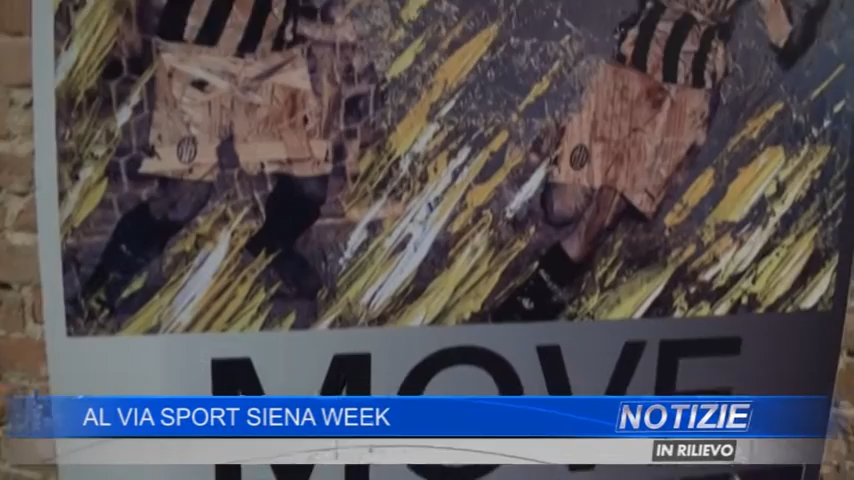 MOVE
AL VIA SPORT SIENA WEEK
NOTIZIE
IN RILIEVO